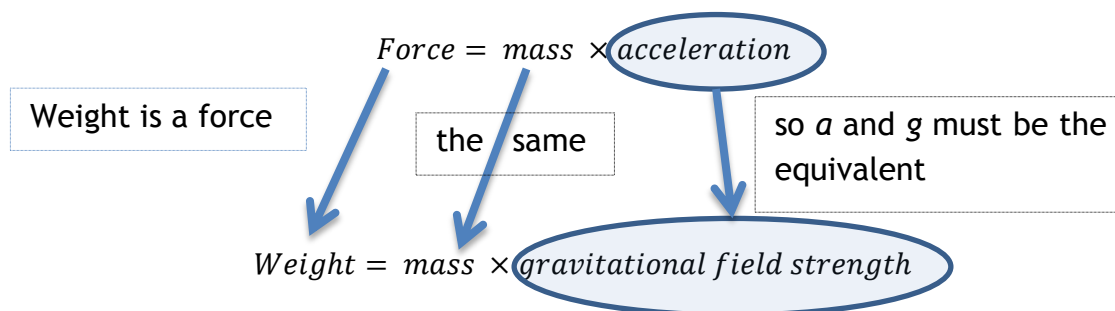 Force = mass × acceleration
Weight is a force
the same
so a and g must be the
equivalent
Weight = mass × gravitational field strength